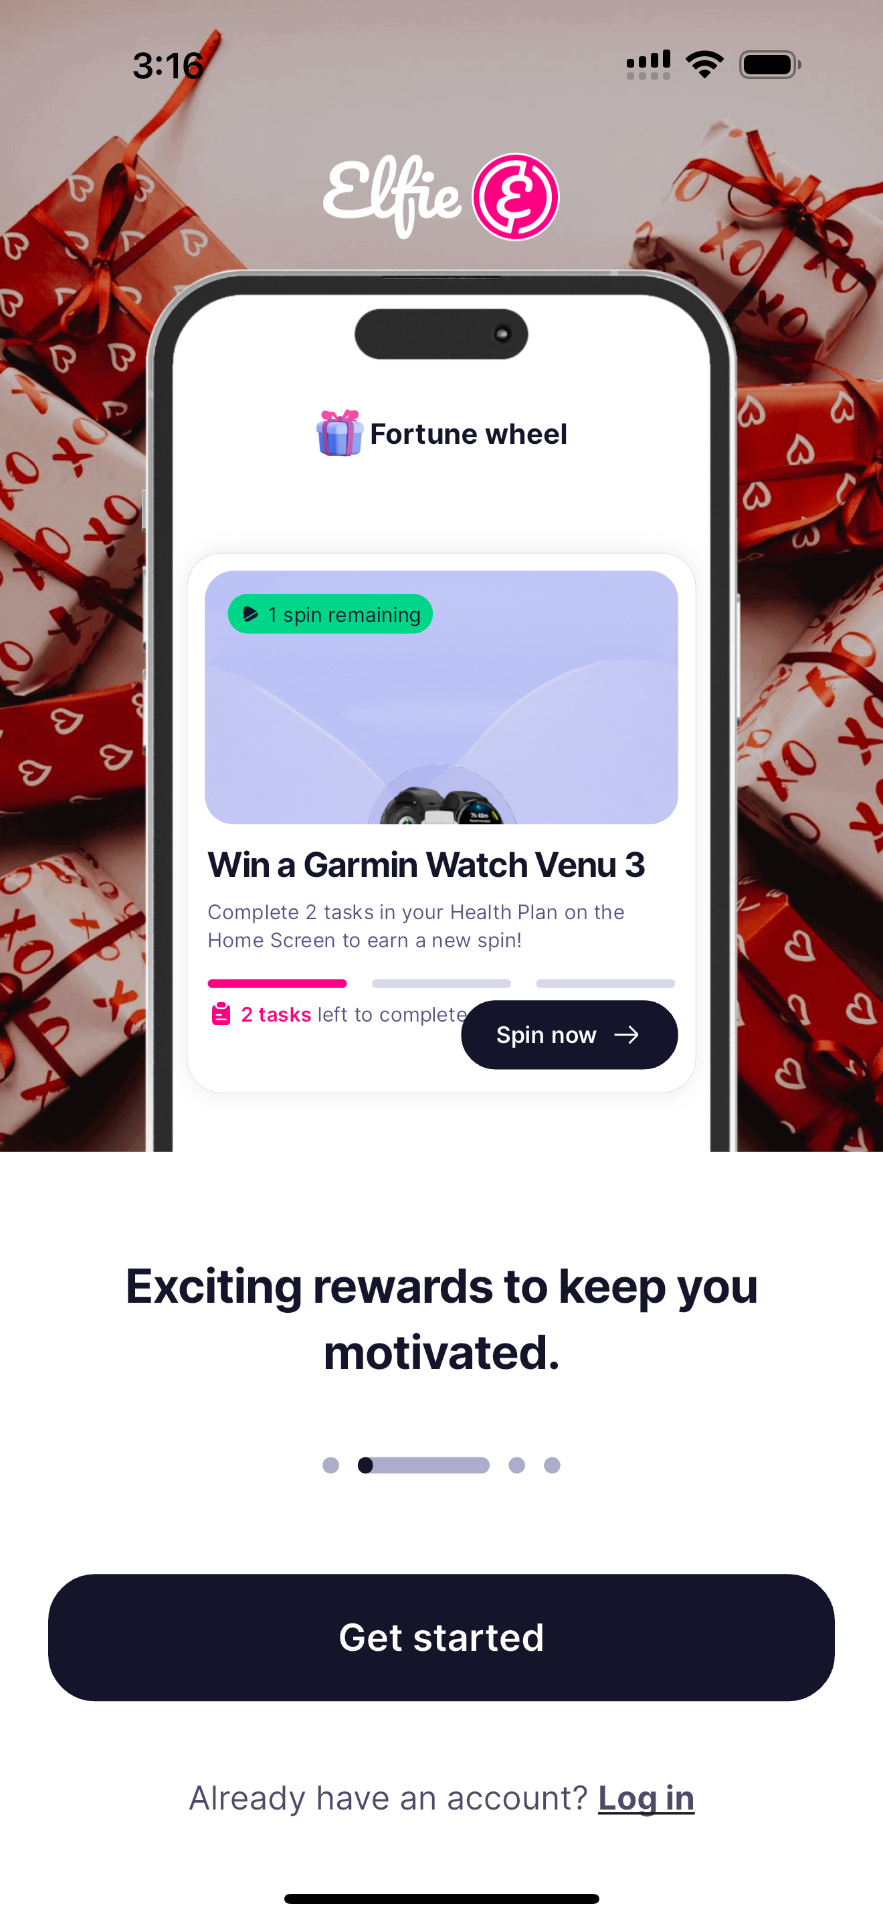 3:16
Elfie
Fortune wheel
1 spin remaining
Win a Garmin Watch Venu 3
Complete 2 tasks in your Health Plan on the
Home Screen to earn a new spin!
2 tasks left to complete
Spin now
Exciting rewards to keep you
motivated.
Get started
Already have an account? Log in